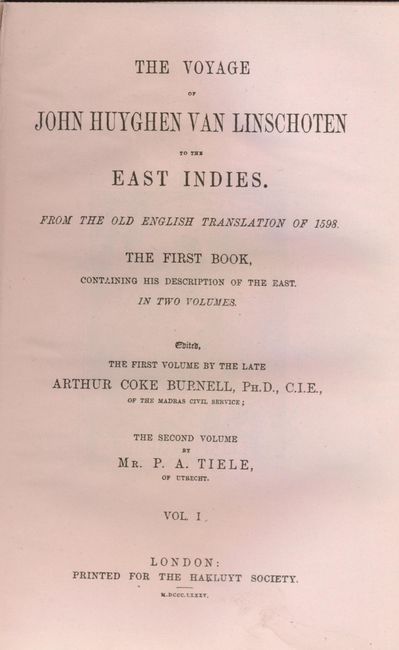 THE VOYAGE
OF
JOHN HUYGHEN VAN LINSCHOTEN
TO THE
EAST INDIES.
FROM THE OLD ENGLISH TRANSLATION OF 1598.
THE FIRST BOOK,
CONTAINING HIS DESCRIPTION OF THE EAST.
IN TWO VOLUMES.
Edited,
THE FIRST VOLUME BY THE LATE
ARTHUR COKE BURNELL, PH.D., C.I.E.,
OF THE MADRAS CIVIL SERVICE;
THE SECOND VOLUME
BY
MR. P. A. TIELE,
OF UTRECHT.
VOL. I.
LONDON:
PRINTED FOR THE HAKLUYT SOCIETY.
M.DCCC.LXXXV.